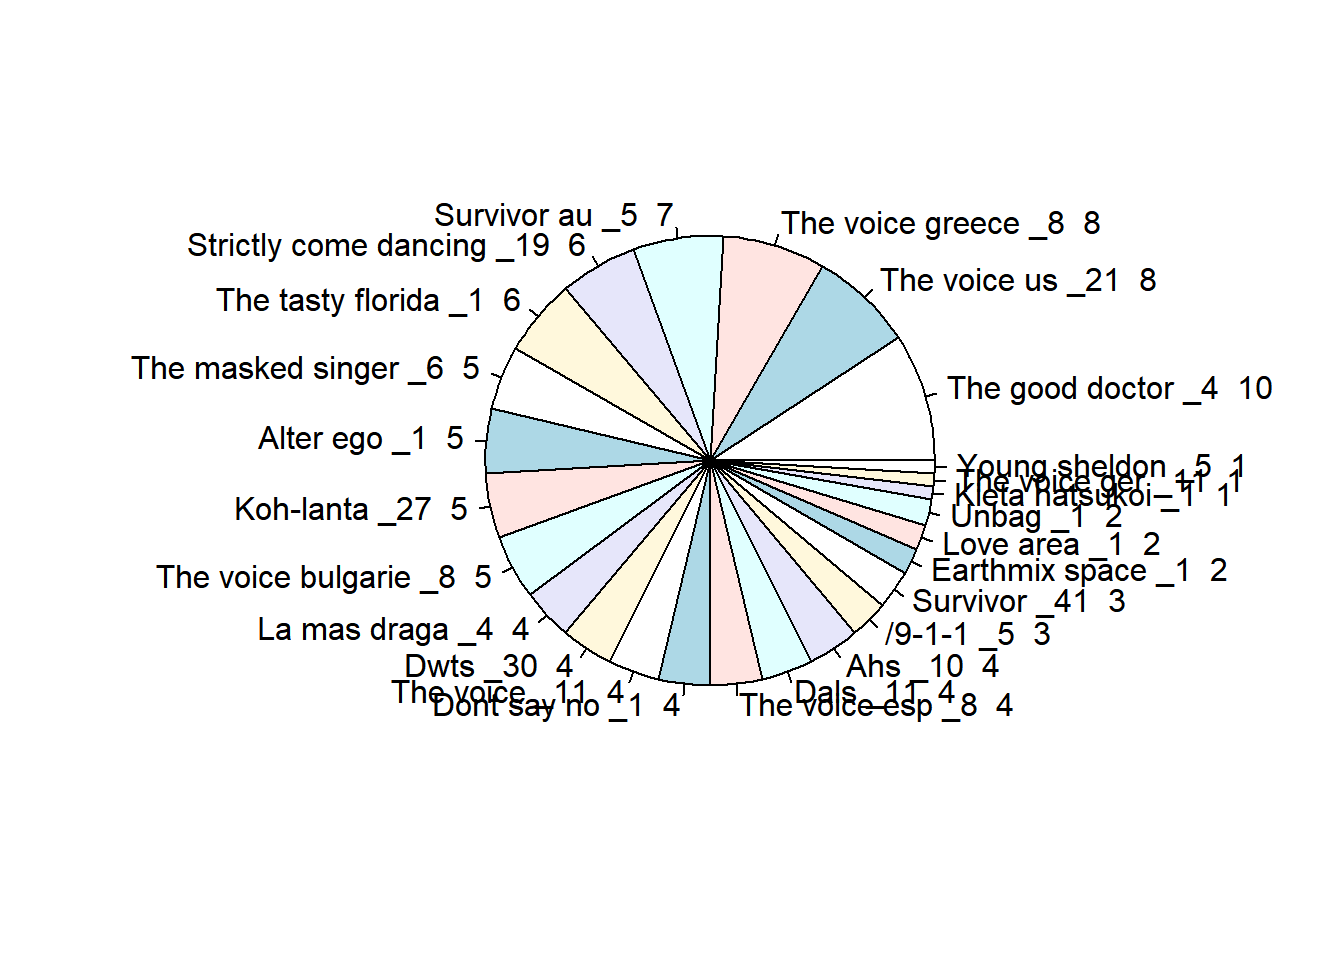 Survivor au _5  7
The voice greece _8  8
Strictly come dancing _19  6
The voice us _21  8
The tasty florida _1  6
The masked singer _6  5
The good doctor _4  10
Alter ego _1  5
Young sheldon _5  1
The voice ger _11  1
Kleta hatsukoi _1  1
Koh-lanta _27  5
Unbag _1  2
Love area _1  2
Earthmix space _1  2
The voice bulgarie _8  5
Survivor _41  3
La mas draga _4  4
/9-1-1 _5  3
Dwts _30  4
Ahs _10  4
The voice _11  4
Dals _11  4
Dont say no _1  4
The voice esp _8  4